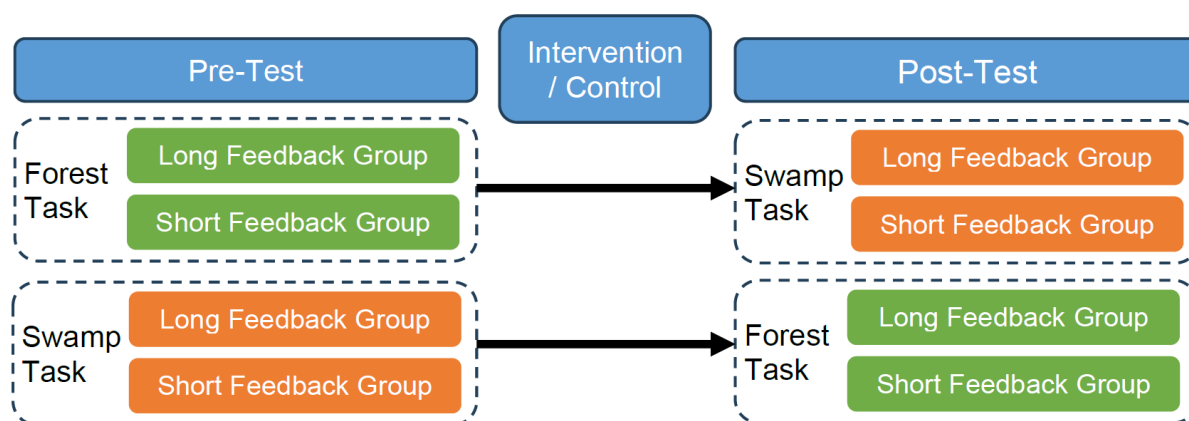 Pre-Test
Intervention
/ Control
Post-Test
Forest
Task
Long Feedback Group
Short Feedback Group
Swamp
Task
Long Feedback Group
Short Feedback Group
Swamp
Task
Long Feedback Group
Short Feedback Group
Forest
Task
Long Feedback Group
Short Feedback Group